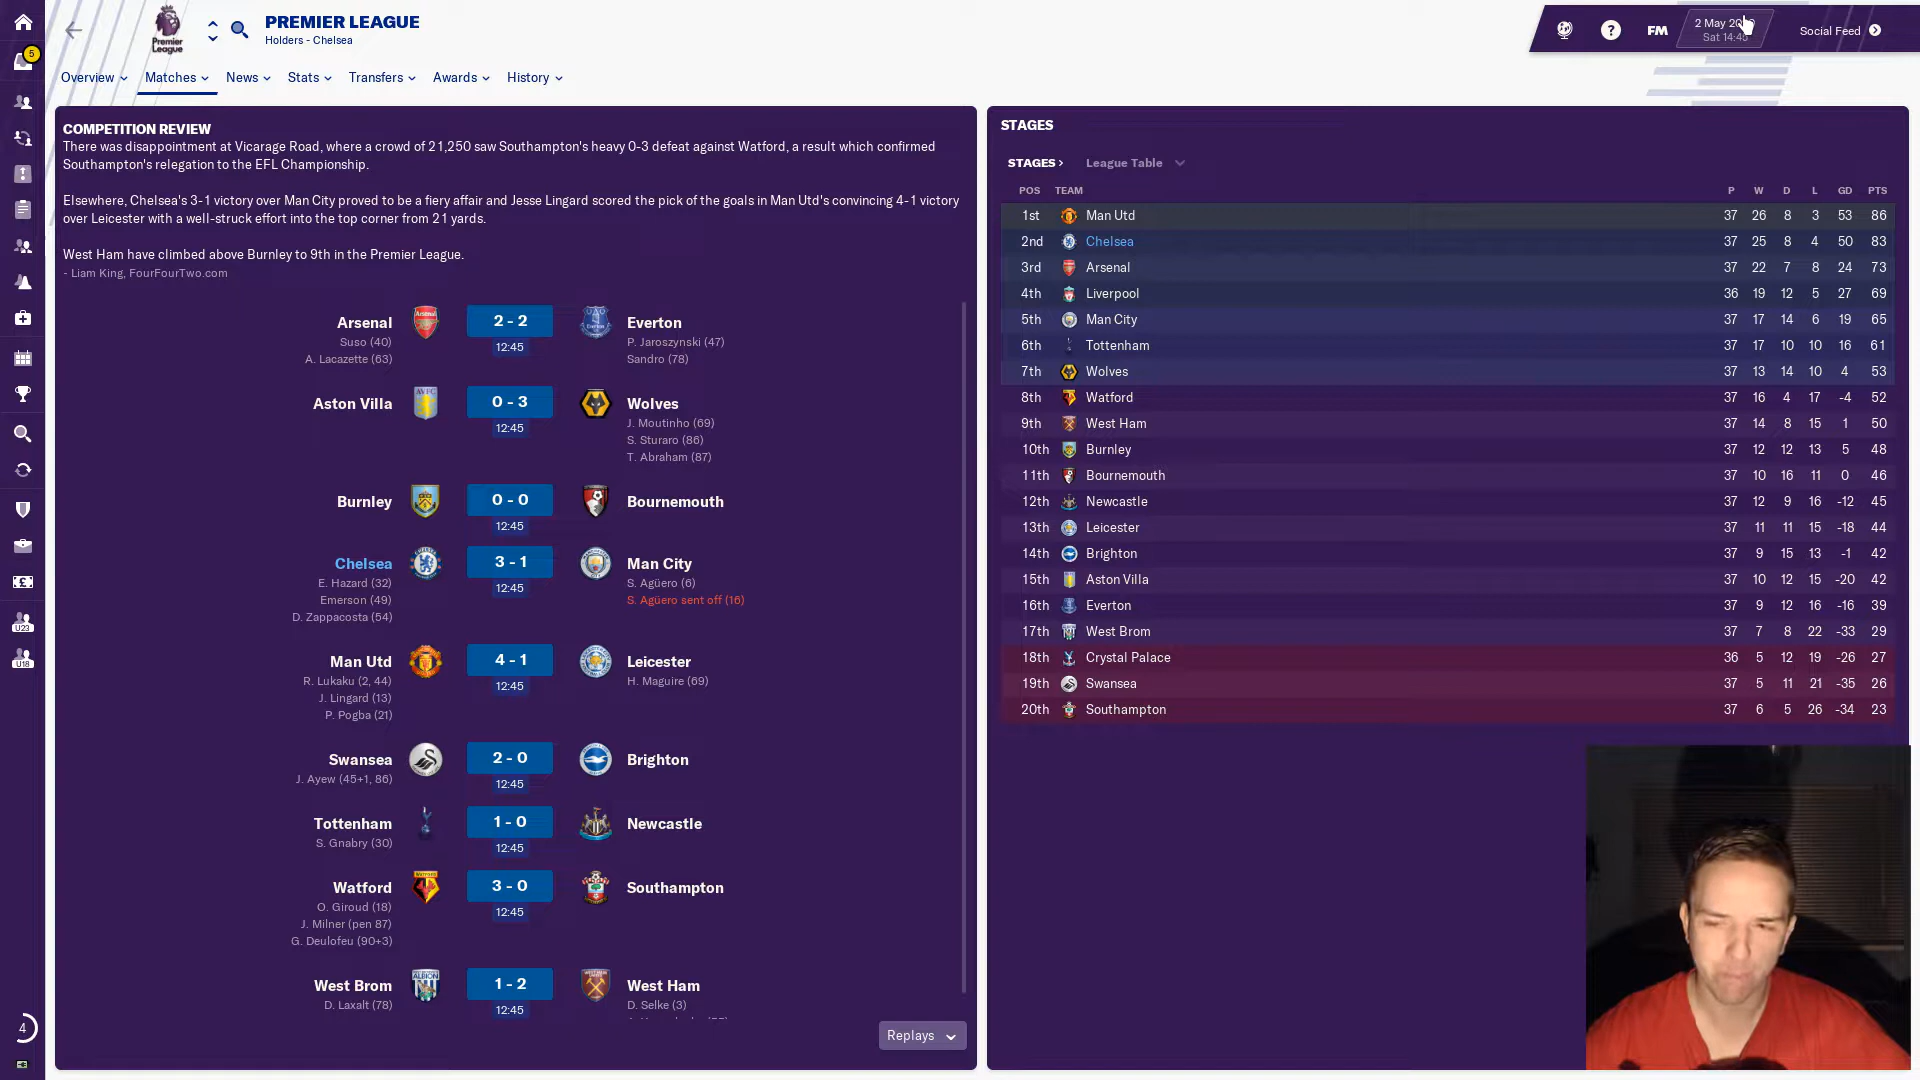 PREMIER LEAGUE
Holders - Chelsea
2 May 20
Sat 14:45
FM
Social Feed
5
Overview
Matches
News
Stats
Transfers
Awards
History
COMPETITION REVIEW
There was disappointment at Vicarage Road, where a crowd of 21,250 saw Southampton's heavy 0-3 defeat against Watford, a result which confirmed
Southampton's relegation to the EFL Championship.
Elsewhere, Chelsea's 3-1 victory over Man City proved to be a fiery affair and Jesse Lingard scored the pick of the goals in Man Utd's convincing 4-1 victory
over Leicester with a well-struck effort into the top corner from 21 yards.
West Ham have climbed above Burnley to 9th in the Premier League.
- Liam King, FourFourTwo.com
Arsenal 2 - 2 Everton
Suso (40) 12:45 P. Jaroszynski (47)
A. Lacazette (63) Sandro (78)
Aston Villa 0 - 3 Wolves
12:45 J. Moutinho (69)
S. Sturaro (86)
T. Abraham (87)
Burnley 0 - 0 Bournemouth
12:45
Chelsea 3 - 1 Man City
E. Hazard (32) 12:45 S. Agüero (6)
Emerson (49) S. Agüero sent off (16)
D. Zappacosta (54)
Man Utd 4 - 1 Leicester
R. Lukaku (2, 44) 12:45 H. Maguire (69)
J. Lingard (13)
P. Pogba (21)
Swansea 2 - 0 Brighton
J. Ayew (45+1, 86) 12:45
Tottenham 1 - 0 Newcastle
S. Gnabry (30) 12:45
Watford 3 - 0 Southampton
O. Giroud (18) 12:45
J. Milner (pen 87)
G. Deulofeu (90+3)
West Brom 1 - 2 West Ham
D. Laxalt (78) 12:45 D. Selke (3)
Replays
STAGES
STAGES › League Table
POS TEAM P W D L GD PTS
1st Man Utd 37 26 8 3 53 86
2nd Chelsea 37 25 8 4 50 83
3rd Arsenal 37 22 7 8 24 73
4th Liverpool 36 19 12 5 27 69
5th Man City 37 17 14 6 19 65
6th Tottenham 37 17 10 10 16 61
7th Wolves 37 13 14 10 4 53
8th Watford 37 16 4 17 -4 52
9th West Ham 37 14 8 15 1 50
10th Burnley 37 12 12 13 5 48
11th Bournemouth 37 10 16 11 0 46
12th Newcastle 37 12 9 16 -12 45
13th Leicester 37 11 11 15 -18 44
14th Brighton 37 9 15 13 -1 42
15th Aston Villa 37 10 12 15 -20 42
16th Everton 37 9 12 16 -16 39
17th West Brom 37 7 8 22 -33 29
18th Crystal Palace 36 5 12 19 -26 27
19th Swansea 37 5 11 21 -35 26
20th Southampton 37 6 5 26 -34 23
U23
U18
4